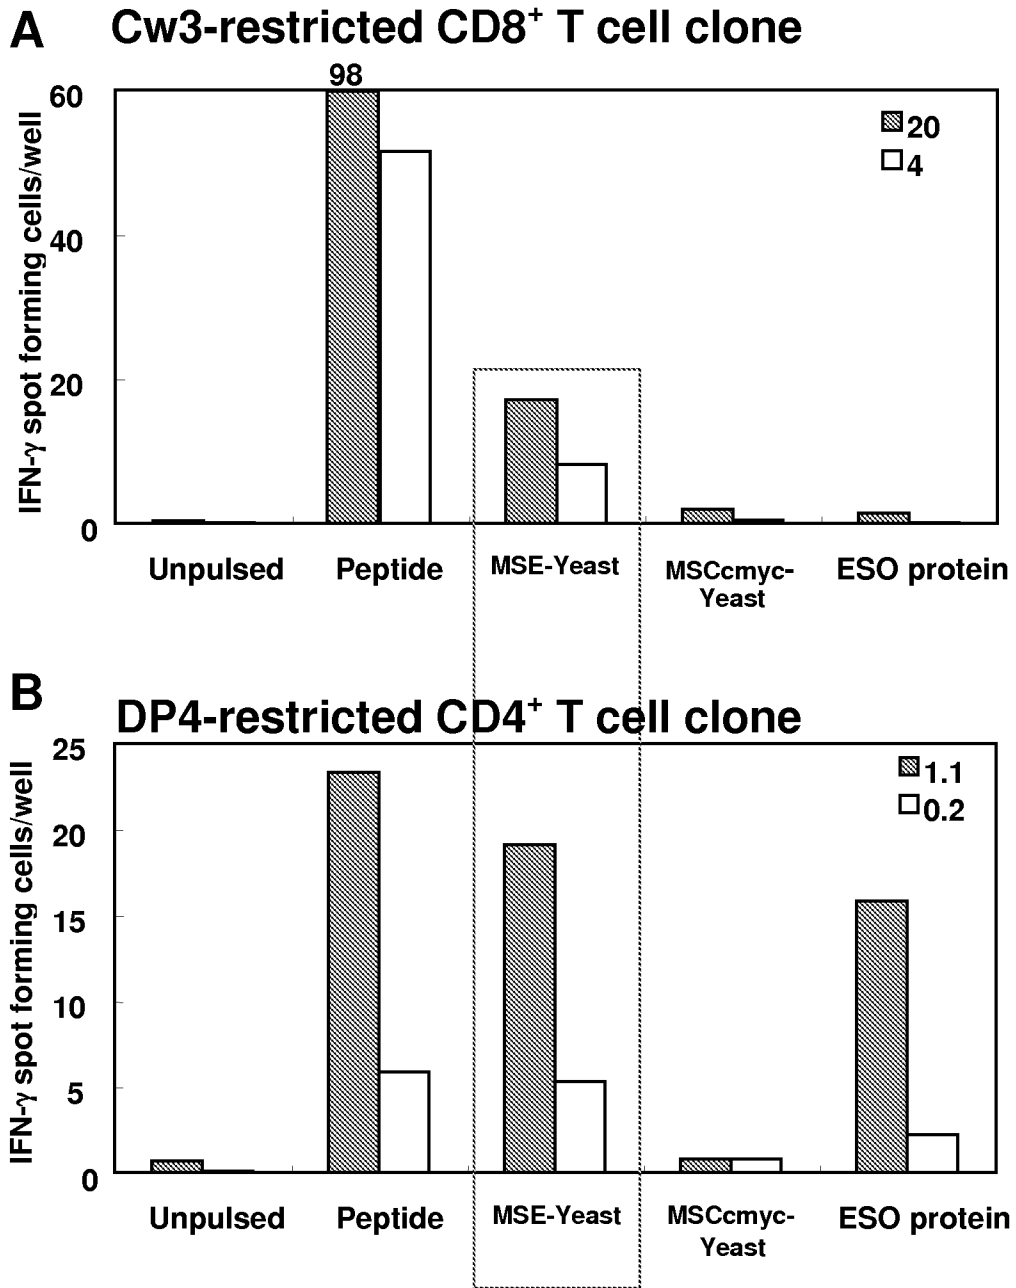 A Cw3-restricted CD8+ T cell clone
IFN-γ spot forming cells/well
98
60
40
20
0
20
4
Unpulsed Peptide MSE-Yeast MSCcmyc-Yeast ESO protein
B DP4-restricted CD4+ T cell clone
IFN-γ spot forming cells/well
25
20
15
10
5
0
1.1
0.2
Unpulsed Peptide MSE-Yeast MSCcmyc-Yeast ESO protein